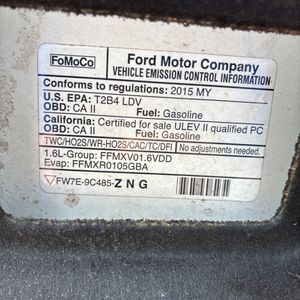 FoMoCo
Ford Motor Company
VEHICLE EMISSION CONTROL INFORMATION
Conforms to regulations: 2015 MY
U.S. EPA: T2B4 LDV
OBD: CA II Fuel: Gasoline
California: Certified for sale ULEV II qualified PC
OBD: CA II Fuel: Gasoline
TWC/HO2S/WR-HO2S/CAC/TC/DFI No adjustments needed.
1.6L-Group: FFMXV01.6VDD
Evap: FFMXR0105GBA
FW7E-9C485-ZNG